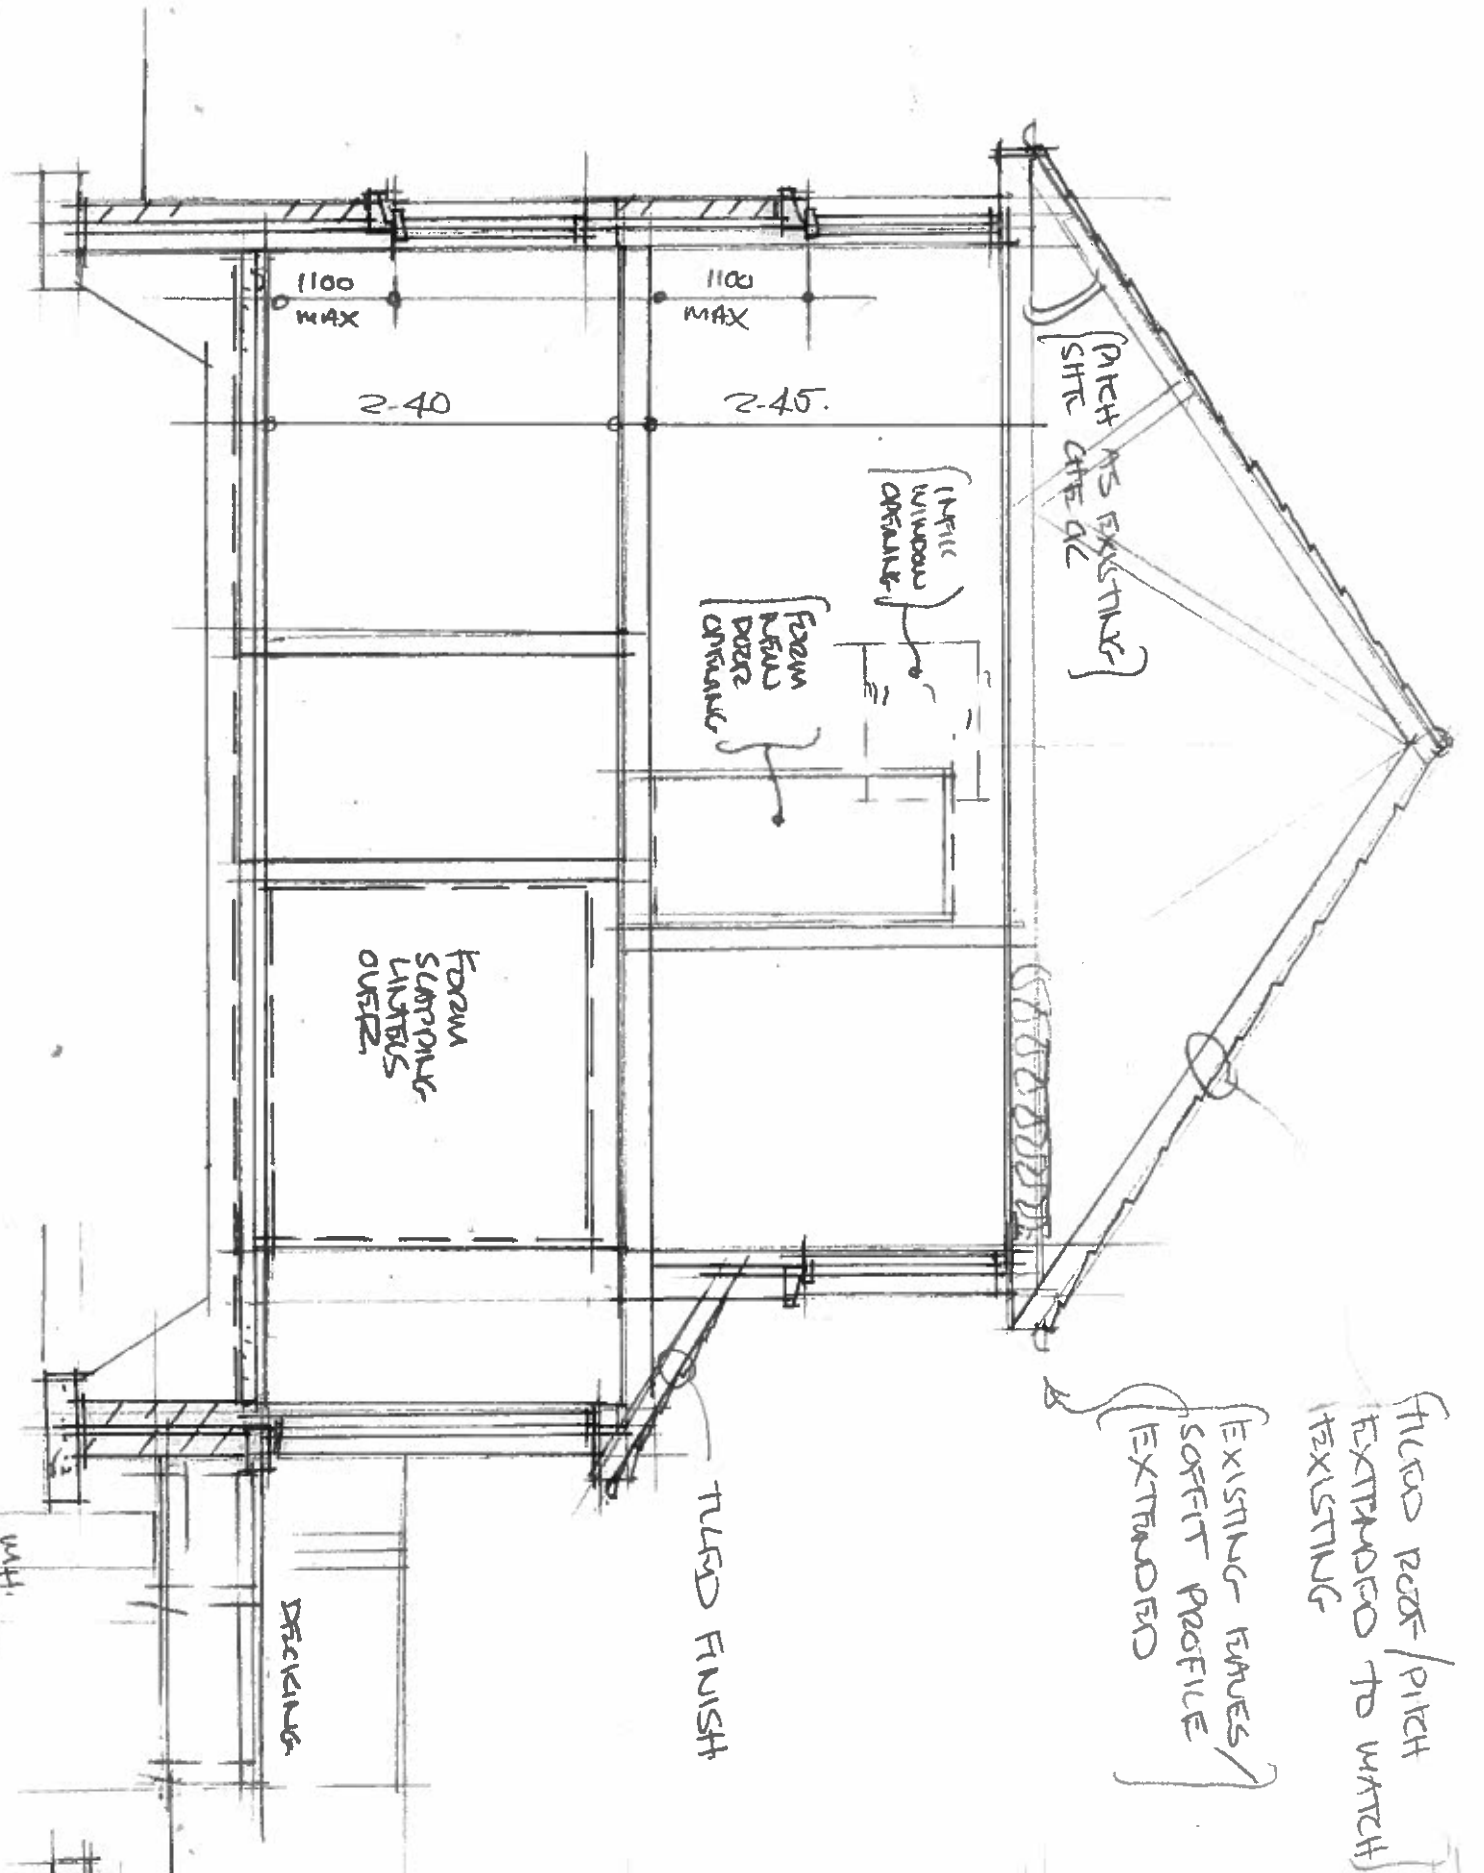 TILED ROOF/PITCH
EXTENDED TO MATCH
EXISTING
EXISTING EAVES/
SOFFIT PROFILE
EXTENDED
PITCH AS EXISTING
SITE CHECK
INFILL
WINDOW
OPENING
FORM
NEW
DOOR
OPENING
1100
MAX
1100
MAX
2.40
2.45.
FORM
SUPPORTING
LINTELS
OVER
TILED FINISH
DECKING
MH.